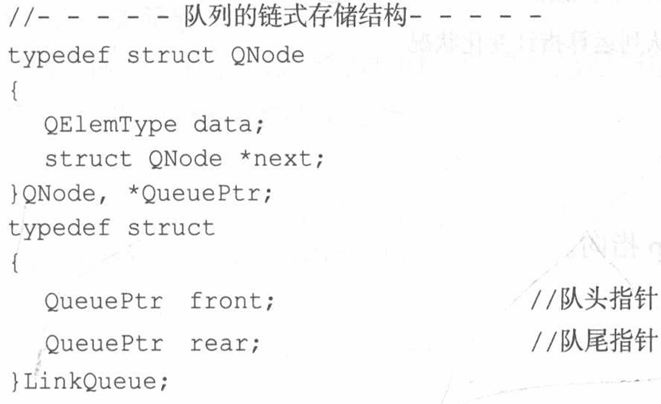 //- - - - - 队列的链式存储结构- - - - -
typedef struct QNode
{
QElemType data;
struct QNode *next;
}QNode, *QueuePtr;
typedef struct
{
QueuePtr front; //队头指针
QueuePtr rear; //队尾指针
}LinkQueue;